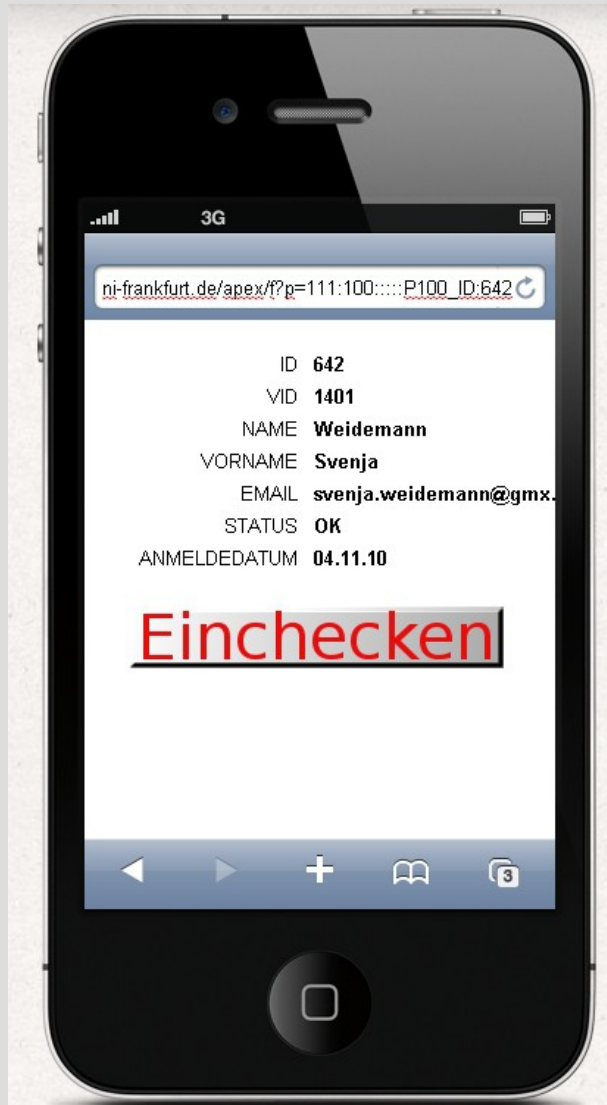 3G
ni-frankfurt.de/apex/f?p=111:100:::::P100_ID:642
ID 642
VID 1401
NAME Weidemann
VORNAME Svenja
EMAIL svenja.weidemann@gmx.
STATUS OK
ANMELDEDATUM 04.11.10
Einchecken
3